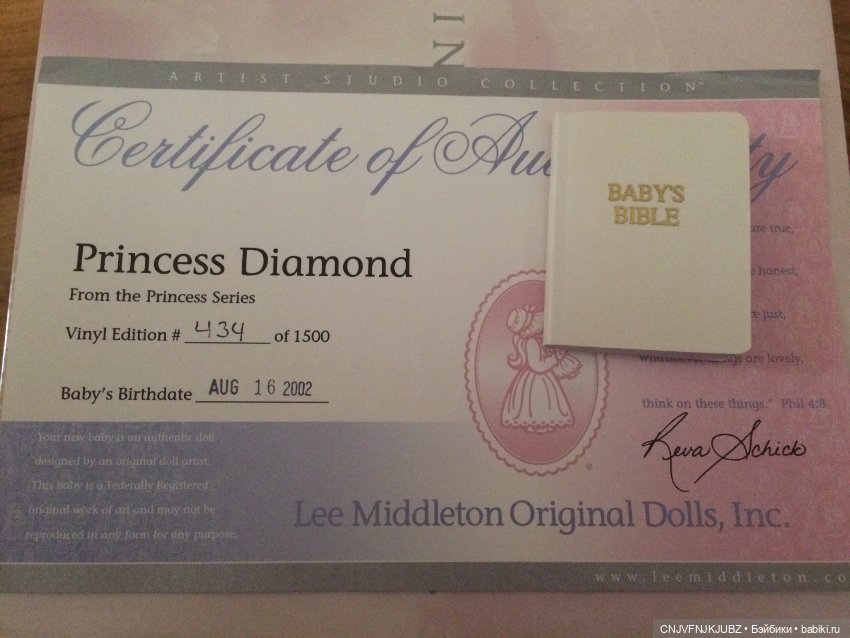 IN
ARTIST STUDIO COLLECTION™
Certificate of Au ty
BABY'S
BIBLE
are true,
Princess Diamond
honest,
From the Princess Series
just,
Vinyl Edition # 434 of 1500
are lovely,
Baby's Birthdate AUG 16 2002
think on these things." Phil 4:8
Reva Schick
Your new baby is an authentic doll
designed by an original doll artist.
This baby is a Federally Registered
original work of art and may not be
reproduced in any form for any purpose.
Lee Middleton Original Dolls, Inc.
®
www.leemiddleton.co
CNJVFNJKJUBZ • Бэйбики • babiki.ru